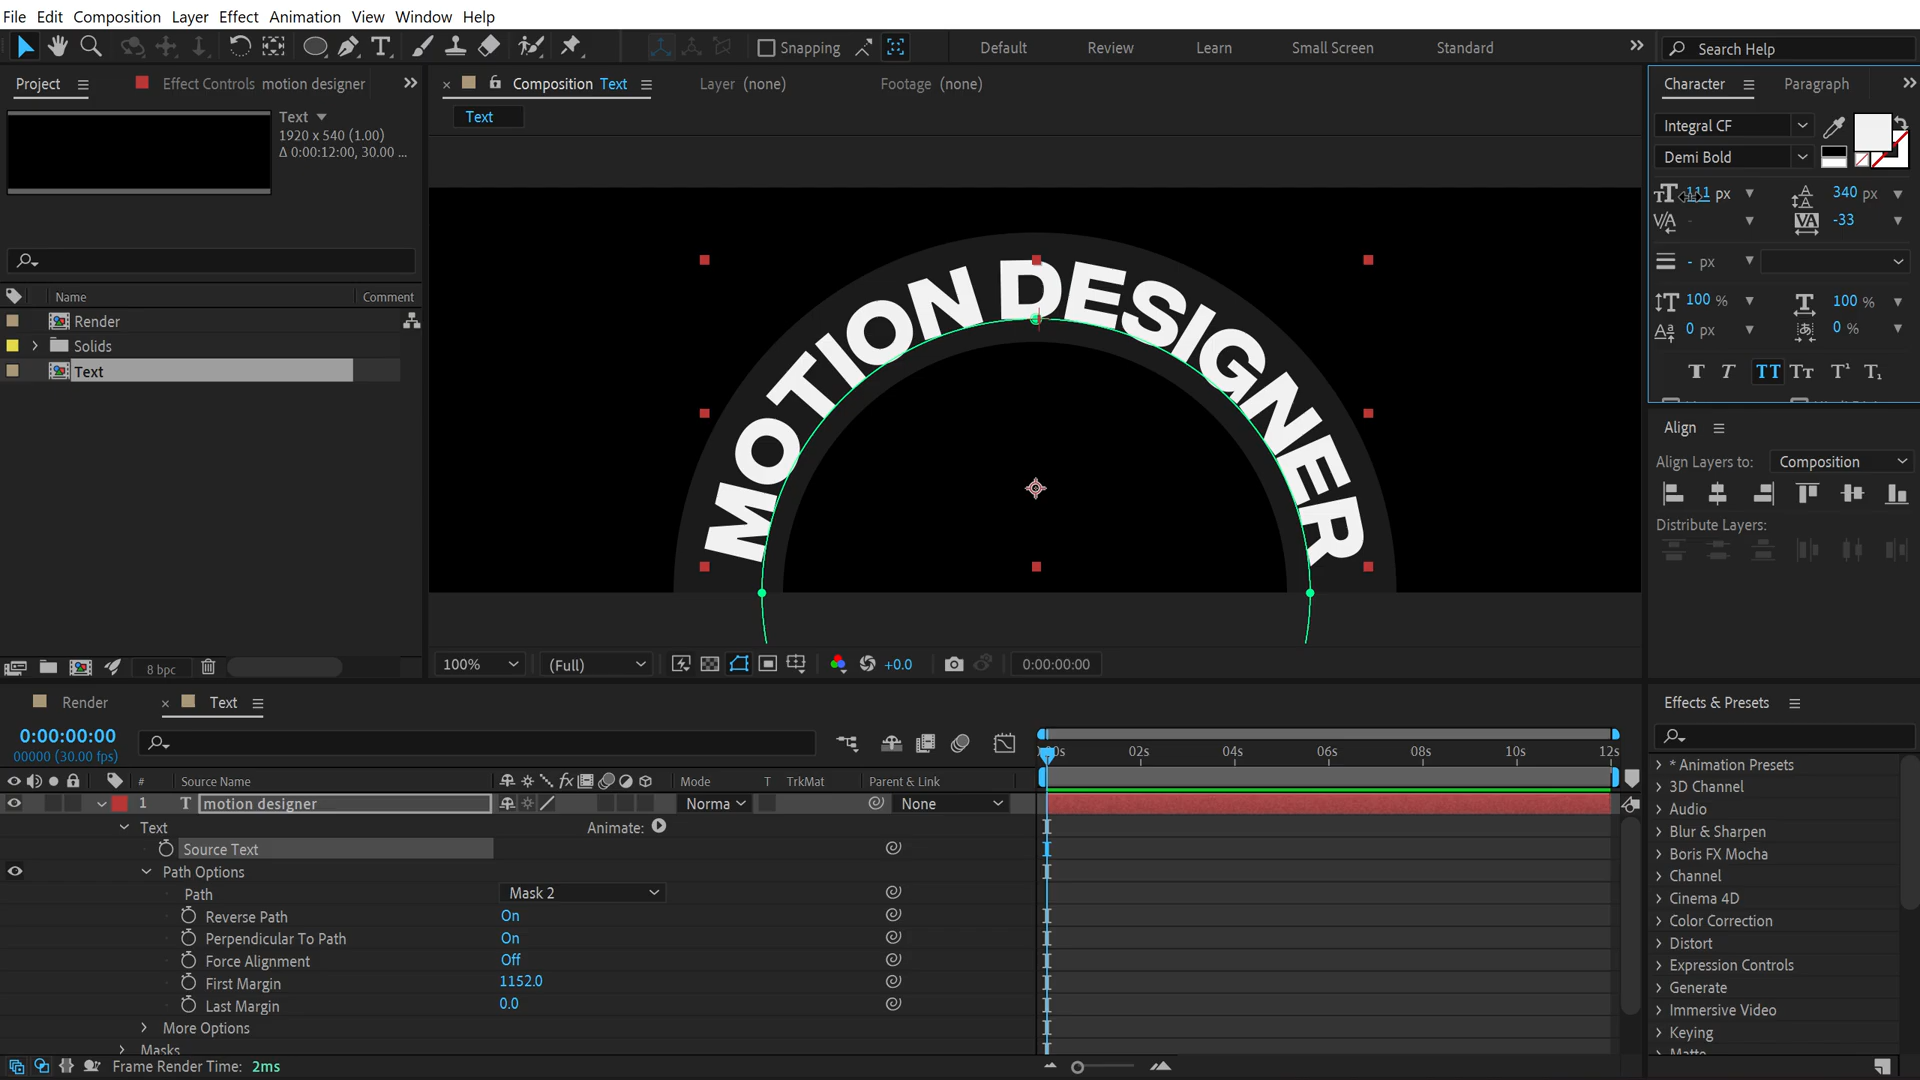 File Edit Composition Layer Effect Animation View Window Help
Snapping
Default Review Learn Small Screen Standard
Search Help
Project Effect Controls motion designer
Composition Text Layer (none) Footage (none)
Character Paragraph
Text
1920 x 540 (1.00)
Δ 0:00:12:00, 30.00 ...
Text
Integral CF
Demi Bold
111 px 340 px
- -33
- px
100 % 100 %
0 px 0 %
TT
Name Comment
Render
Solids
Text
MOTION DESIGNER
Align
Align Layers to: Composition
Distribute Layers:
8 bpc
100% (Full) +0.0 0:00:00:00
Render Text
0:00:00:00
00000 (30.00 fps)
00s 02s 04s 06s 08s 10s 12s
# Source Name Mode T TrkMat Parent & Link
1 T motion designer Norma None
Text Animate:
Source Text
Path Options
Path Mask 2
Reverse Path On
Perpendicular To Path On
Force Alignment Off
First Margin 1152.0
Last Margin 0.0
More Options
Masks
Frame Render Time: 2ms
Effects & Presets
* Animation Presets
3D Channel
Audio
Blur & Sharpen
Boris FX Mocha
Channel
Cinema 4D
Color Correction
Distort
Expression Controls
Generate
Immersive Video
Keying
Matte